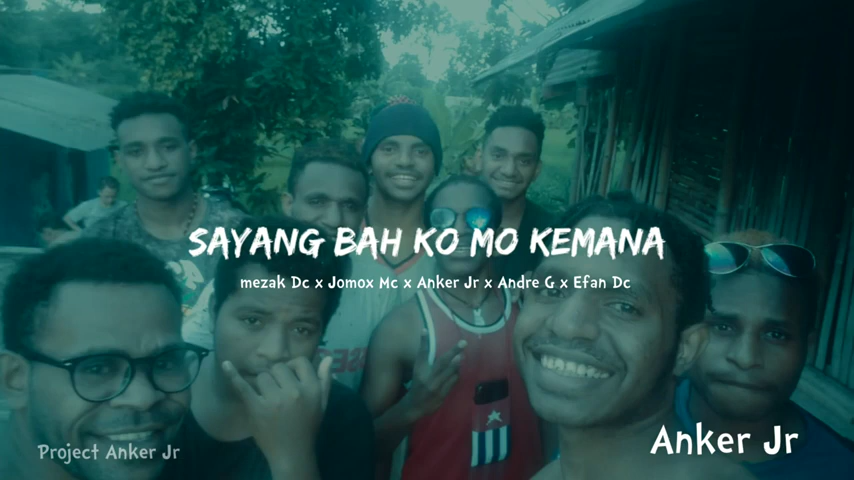 SAYANG BAH KO MO KEMANA
mezak Dc x Jomox Mc x Anker Jr x Andre G x Efan Dc
Project Anker Jr
Anker Jr